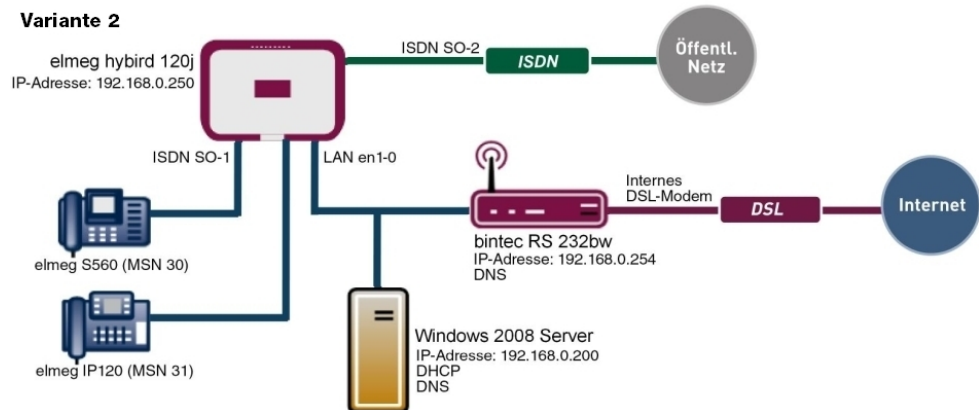 Variante 2
elmeg hybird 120j
IP-Adresse: 192.168.0.250
ISDN SO-2
ISDN
Öffentl.
Netz
ISDN SO-1
LAN en1-0
elmeg S560 (MSN 30)
elmeg IP120 (MSN 31)
Internes
DSL-Modem
DSL
Internet
bintec RS 232bw
IP-Adresse: 192.168.0.254
DNS
Windows 2008 Server
IP-Adresse: 192.168.0.200
DHCP
DNS